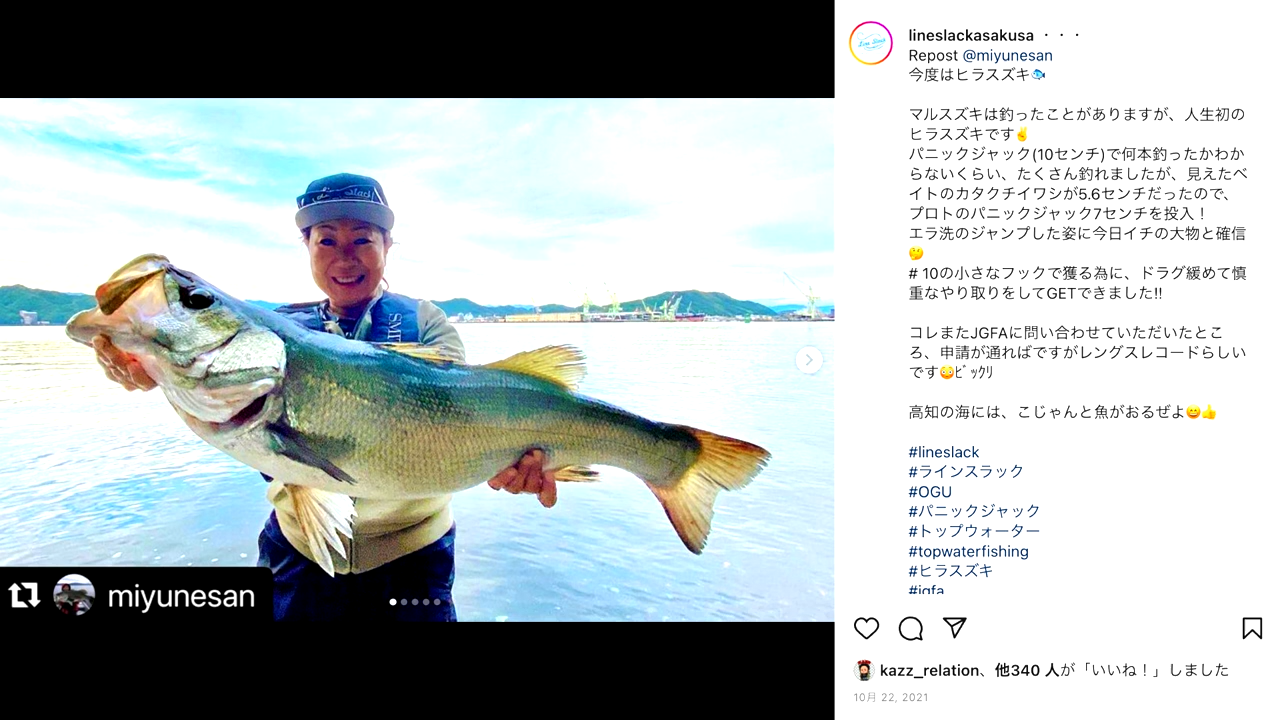 lineslackasakusa ・・・
Repost @miyunesan
今度はヒラスズキ🐟
マルスズキは釣ったことがありますが、人生初の
ヒラスズキです✌️
パニックジャック(10センチ)で何本釣ったかわか
らないくらい、たくさん釣れましたが、見えたベ
イトのカタクチイワシが5.6センチだったので、
プロトのパニックジャック7センチを投入！
エラ洗のジャンプした姿に今日イチの大物と確信
🤔
# 10の小さなフックで獲る為に、ドラグ緩めて慎
重なやり取りをしてGETできました!!
コレまたJGFAに問い合わせていただいたとこ
ろ、申請が通ればですがレングスレコードらしい
です😳ﾋﾞｯｸﾘ
高知の海には、こじゃんと魚がおるぜよ😄👍
#lineslack
#ラインスラック
#OGU
#パニックジャック
#トップウォーター
#topwaterfishing
#ヒラスズキ
#jgfa
miyunesan
kazz_relation、他340 人が「いいね！」しました
10月 22, 2021